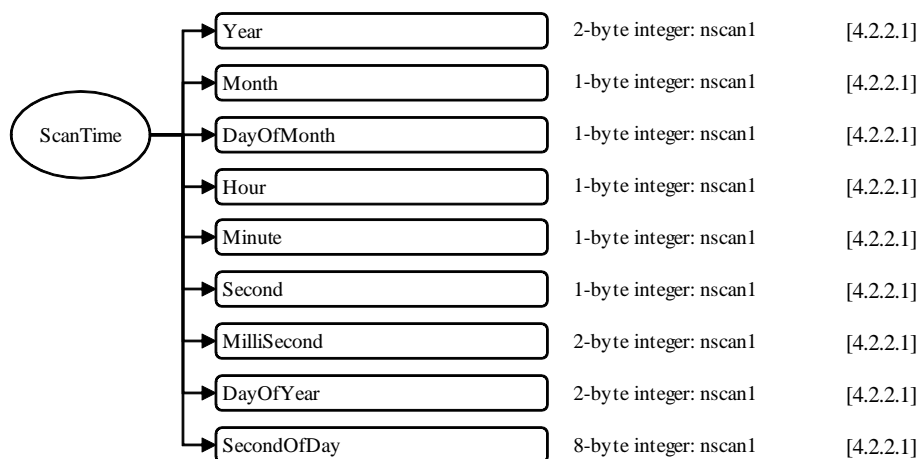 Year 2-byte integer: nscan1 [4.2.2.1]
Month 1-byte integer: nscan1 [4.2.2.1]
ScanTime
DayOfMonth 1-byte integer: nscan1 [4.2.2.1]
Hour 1-byte integer: nscan1 [4.2.2.1]
Minute 1-byte integer: nscan1 [4.2.2.1]
Second 1-byte integer: nscan1 [4.2.2.1]
MilliSecond 2-byte integer: nscan1 [4.2.2.1]
DayOfYear 2-byte integer: nscan1 [4.2.2.1]
SecondOfDay 8-byte integer: nscan1 [4.2.2.1]